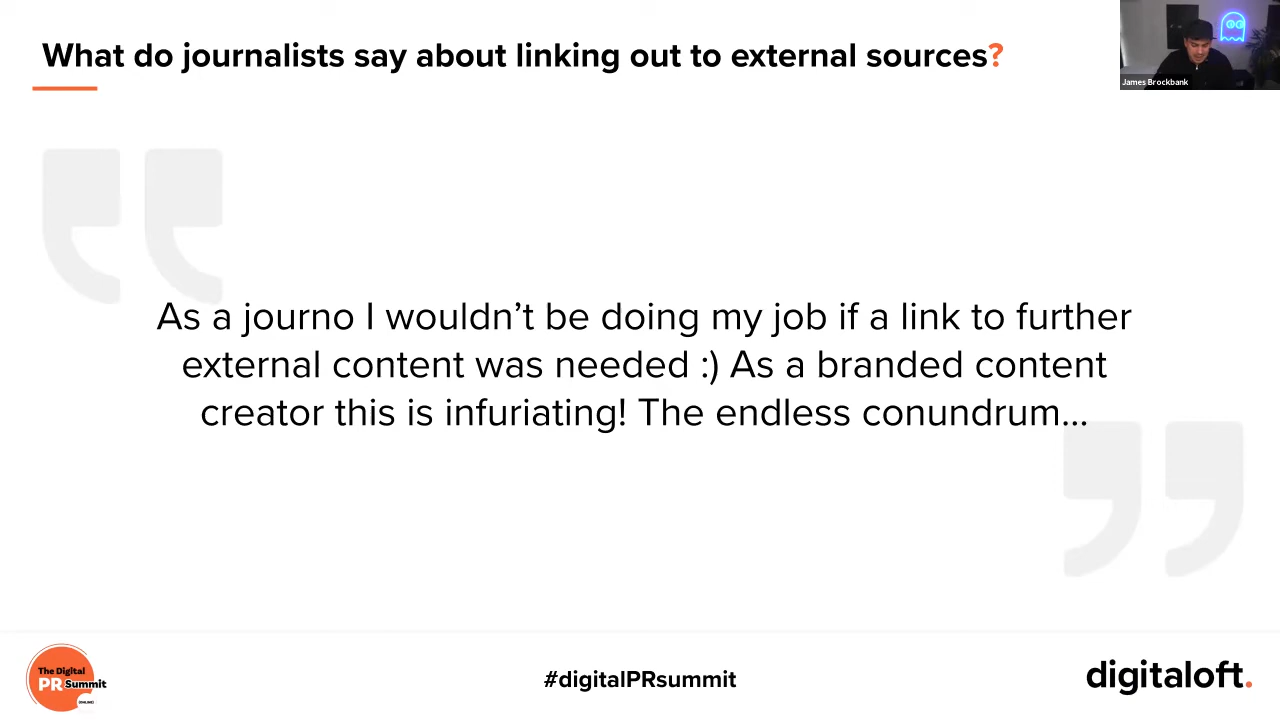 What do journalists say about linking out to external sources?
James Brockbank
As a journo I wouldn’t be doing my job if a link to further
external content was needed :) As a branded content
creator this is infuriating! The endless conundrum...
The Digital
PR Summit
(ONLINE)
#digitalPRsummit
digitaloft.